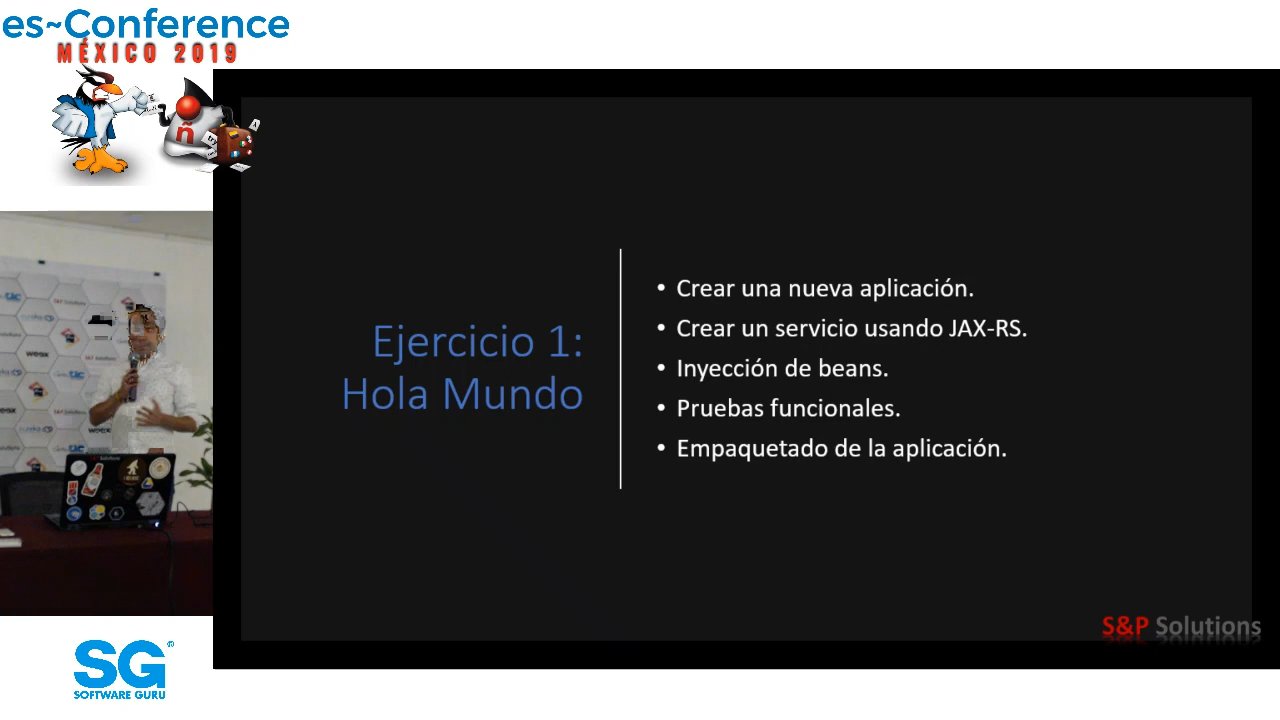 es~Conference
MÉXICO 2019
ñ
Ejercicio 1:
Hola Mundo
• Crear una nueva aplicación.
• Crear un servicio usando JAX-RS.
• Inyección de beans.
• Pruebas funcionales.
• Empaquetado de la aplicación.
S&P Solutions
SG®
SOFTWARE GURU